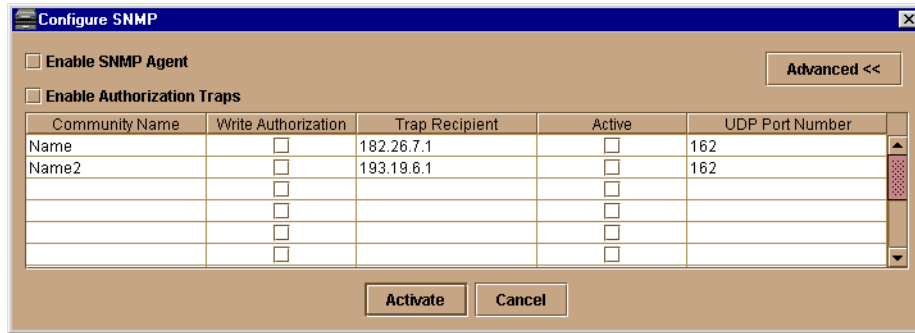 Configure SNMP
Enable SNMP Agent
Advanced <<
Enable Authorization Traps
Community Name Write Authorization Trap Recipient Active UDP Port Number
Name 182.26.7.1 162
Name2 193.19.6.1 162
Activate Cancel